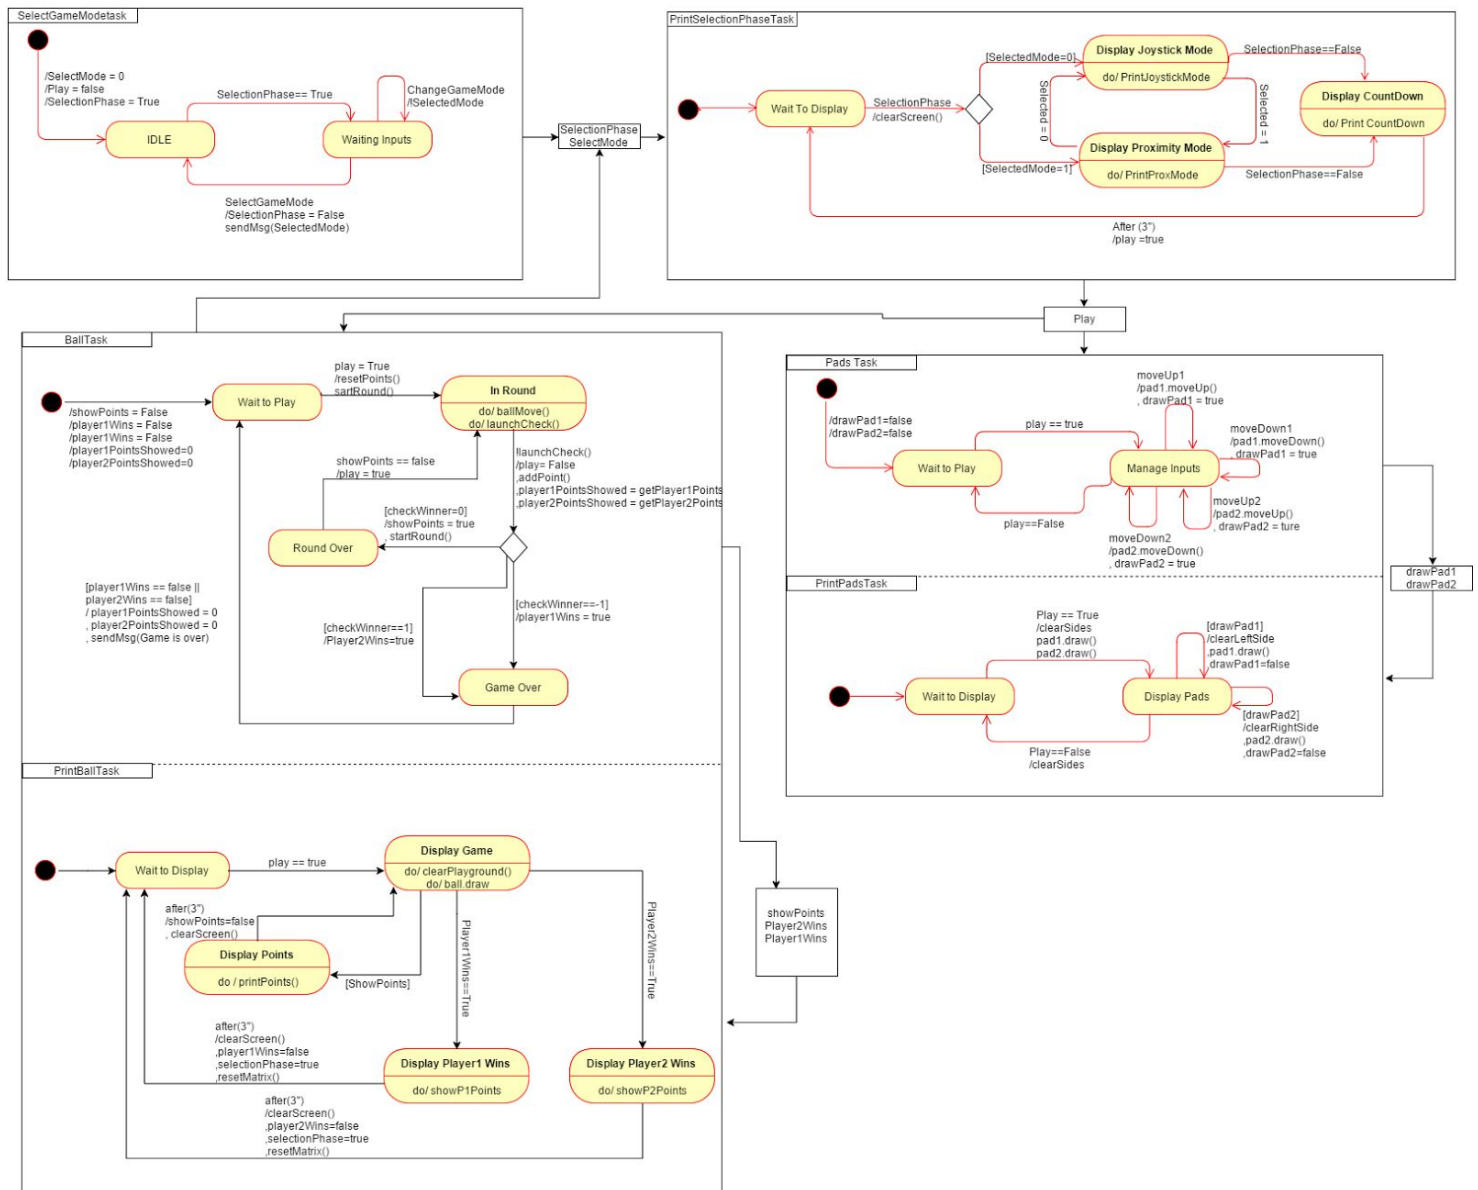 SelectGameModetask
/SelectMode = 0
/Play = false
/SelectionPhase = True
SelectionPhase== True
ChangeGameMode
/!SelectedMode
IDLE
Waiting Inputs
SelectGameMode
/SelectionPhase = False
sendMsg(SelectedMode)
SelectionPhase
SelectMode
PrintSelectionPhaseTask
Wait To Display
SelectionPhase
/clearScreen()
[SelectedMode=0]
Display Joystick Mode
do/ PrintJoystickMode
SelectionPhase==False
Selected = 0
Selected = 1
Display CountDown
do/ Print CountDown
[SelectedMode=1]
Display Proximity Mode
do/ PrintProxMode
SelectionPhase==False
After (3")
/play =true
Play
BallTask
/showPoints = False
/player1Wins = False
/player1Wins = False
/player1PointsShowed=0
/player2PointsShowed=0
Wait to Play
play = True
/resetPoints()
sartRound()
In Round
do/ ballMove()
do/ launchCheck()
showPoints == false
/play = true
!launchCheck()
/play= False
,addPoint()
,player1PointsShowed = getPlayer1Points
,player2PointsShowed = getPlayer2Points
[checkWinner=0]
/showPoints = true
, startRound()
Round Over
[player1Wins == false ||
player2Wins == false]
/ player1PointsShowed = 0
, player2PointsShowed = 0
, sendMsg(Game is over)
[checkWinner==1]
/Player2Wins=true
[checkWinner==-1]
/player1Wins = true
Game Over
PrintBallTask
Wait to Display
play == true
Display Game
do/ clearPlayground()
do/ ball.draw
after(3")
/showPoints=false
, clearScreen()
Display Points
do / printPoints()
[ShowPoints]
Player1Wins==True
Player2Wins==True
after(3")
/clearScreen()
,player1Wins=false
,selectionPhase=true
,resetMatrix()
Display Player1 Wins
do/ showP1Points
Display Player2 Wins
do/ showP2Points
after(3")
/clearScreen()
,player2Wins=false
,selectionPhase=true
,resetMatrix()
showPoints
Player2Wins
Player1Wins
Pads Task
/drawPad1=false
/drawPad2=false
Wait to Play
play == true
moveUp1
/pad1.moveUp()
, drawPad1 = true
moveDown1
/pad1.moveDown()
, drawPad1 = true
Manage Inputs
play==False
moveUp2
/pad2.moveUp()
, drawPad2 = ture
moveDown2
/pad2.moveDown()
, drawPad2 = true
drawPad1
drawPad2
PrintPadsTask
Play == True
/clearSides
pad1.draw()
pad2.draw()
[drawPad1]
/clearLeftSide
,pad1.draw()
,drawPad1=false
Wait to Display
Display Pads
Play==False
/clearSides
[drawPad2]
/clearRightSide
,pad2.draw()
,drawPad2=false